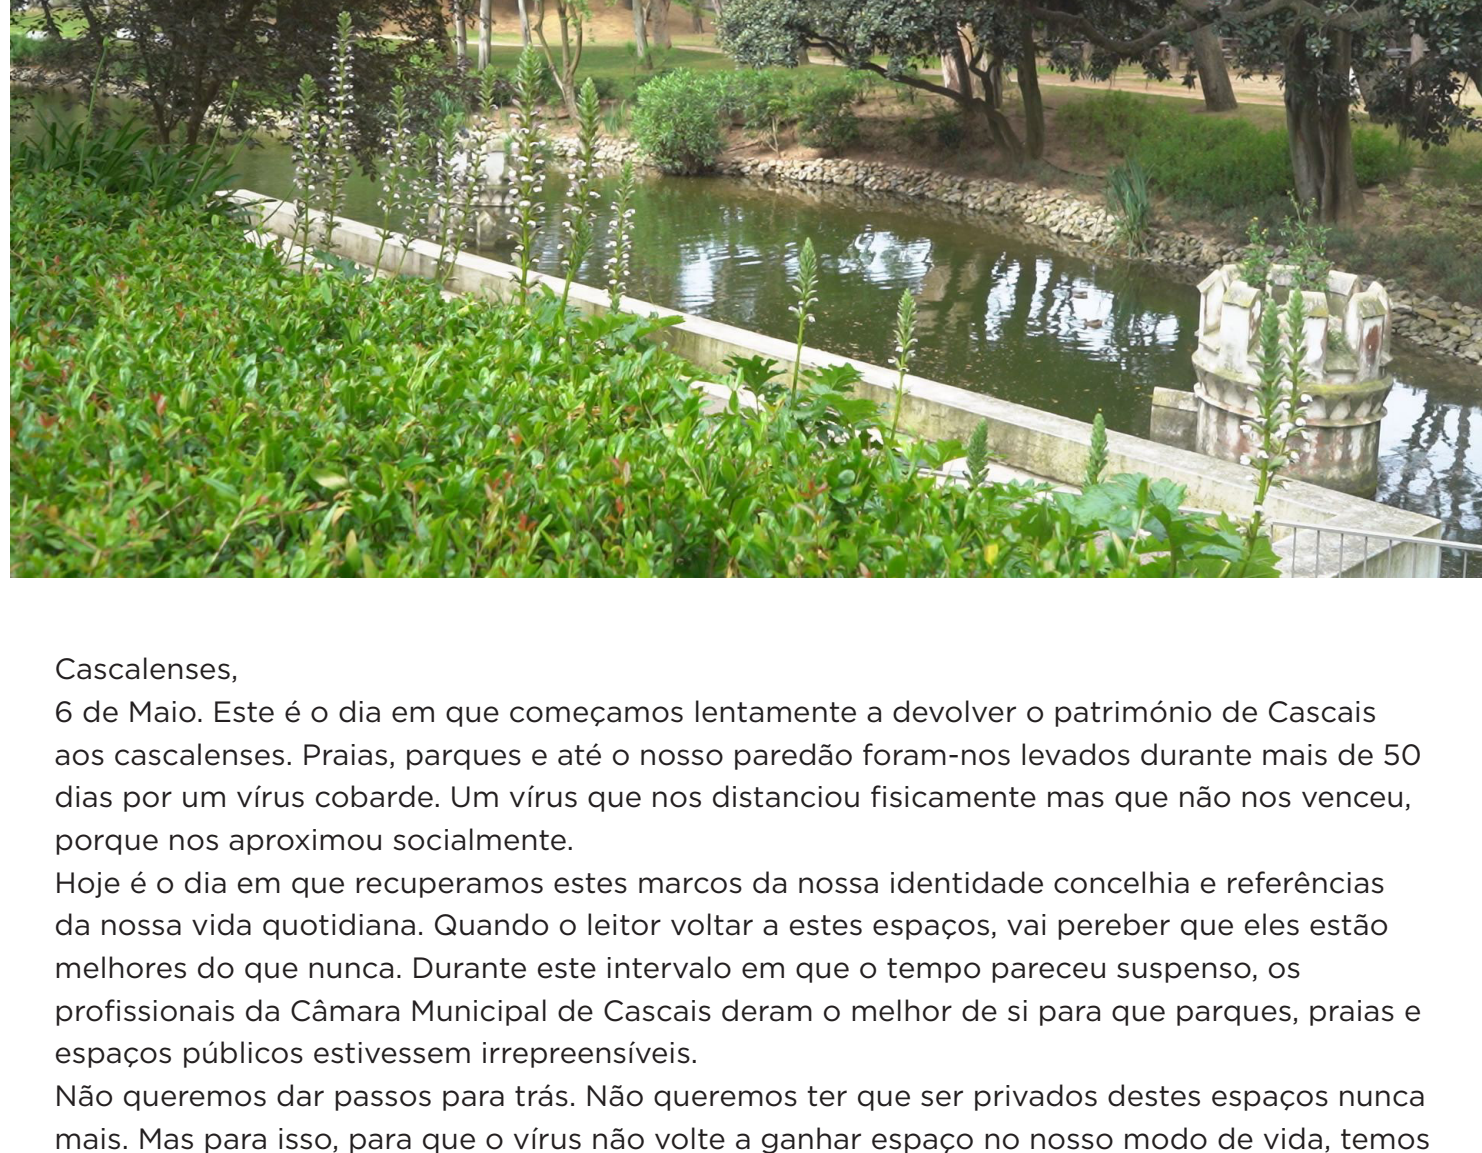 Cascalenses,
6 de Maio. Este é o dia em que começamos lentamente a devolver o património de Cascais
aos cascalenses. Praias, parques e até o nosso paredão foram-nos levados durante mais de 50
dias por um vírus cobarde. Um vírus que nos distanciou fisicamente mas que não nos venceu,
porque nos aproximou socialmente.
Hoje é o dia em que recuperamos estes marcos da nossa identidade concelhia e referências
da nossa vida quotidiana. Quando o leitor voltar a estes espaços, vai pereber que eles estão
melhores do que nunca. Durante este intervalo em que o tempo pareceu suspenso, os
profissionais da Câmara Municipal de Cascais deram o melhor de si para que parques, praias e
espaços públicos estivessem irrepreensíveis.
Não queremos dar passos para trás. Não queremos ter que ser privados destes espaços nunca
mais. Mas para isso, para que o vírus não volte a ganhar espaço no nosso modo de vida, temos